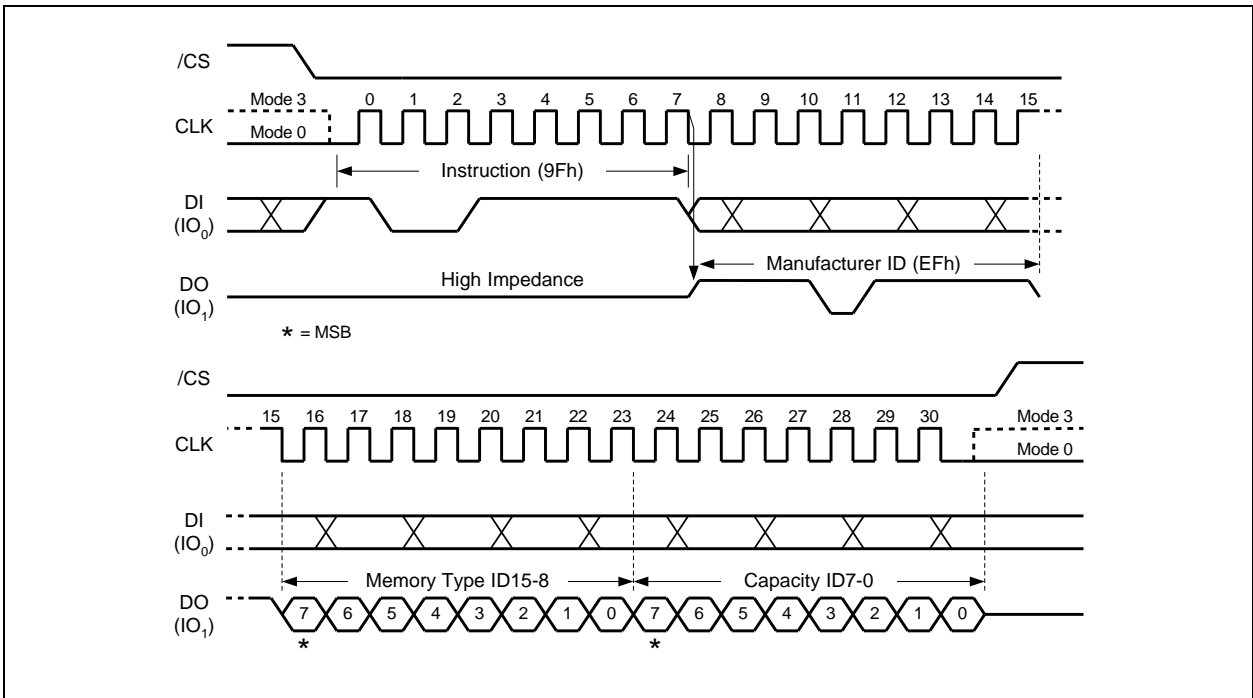 /CS
Mode 3 0 1 2 3 4 5 6 7 8 9 10 11 12 13 14 15
CLK Mode 0
Instruction (9Fh)
DI
(IO₀)
Manufacturer ID (EFh)
High Impedance
DO
(IO₁)
* = MSB
/CS
15 16 17 18 19 20 21 22 23 24 25 26 27 28 29 30 Mode 3
CLK Mode 0
DI
(IO₀)
Memory Type ID15-8 Capacity ID7-0
DO 7 6 5 4 3 2 1 0 7 6 5 4 3 2 1 0
(IO₁)
* *